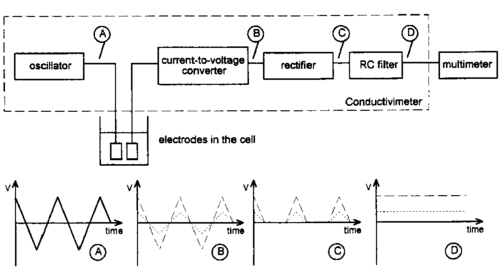 A
B
C
D
oscillator
current-to-voltage
converter
rectifier
RC filter
multimeter
Conductivimeter
electrodes in the cell
V
time
A
V
time
B
V
time
C
V
time
D